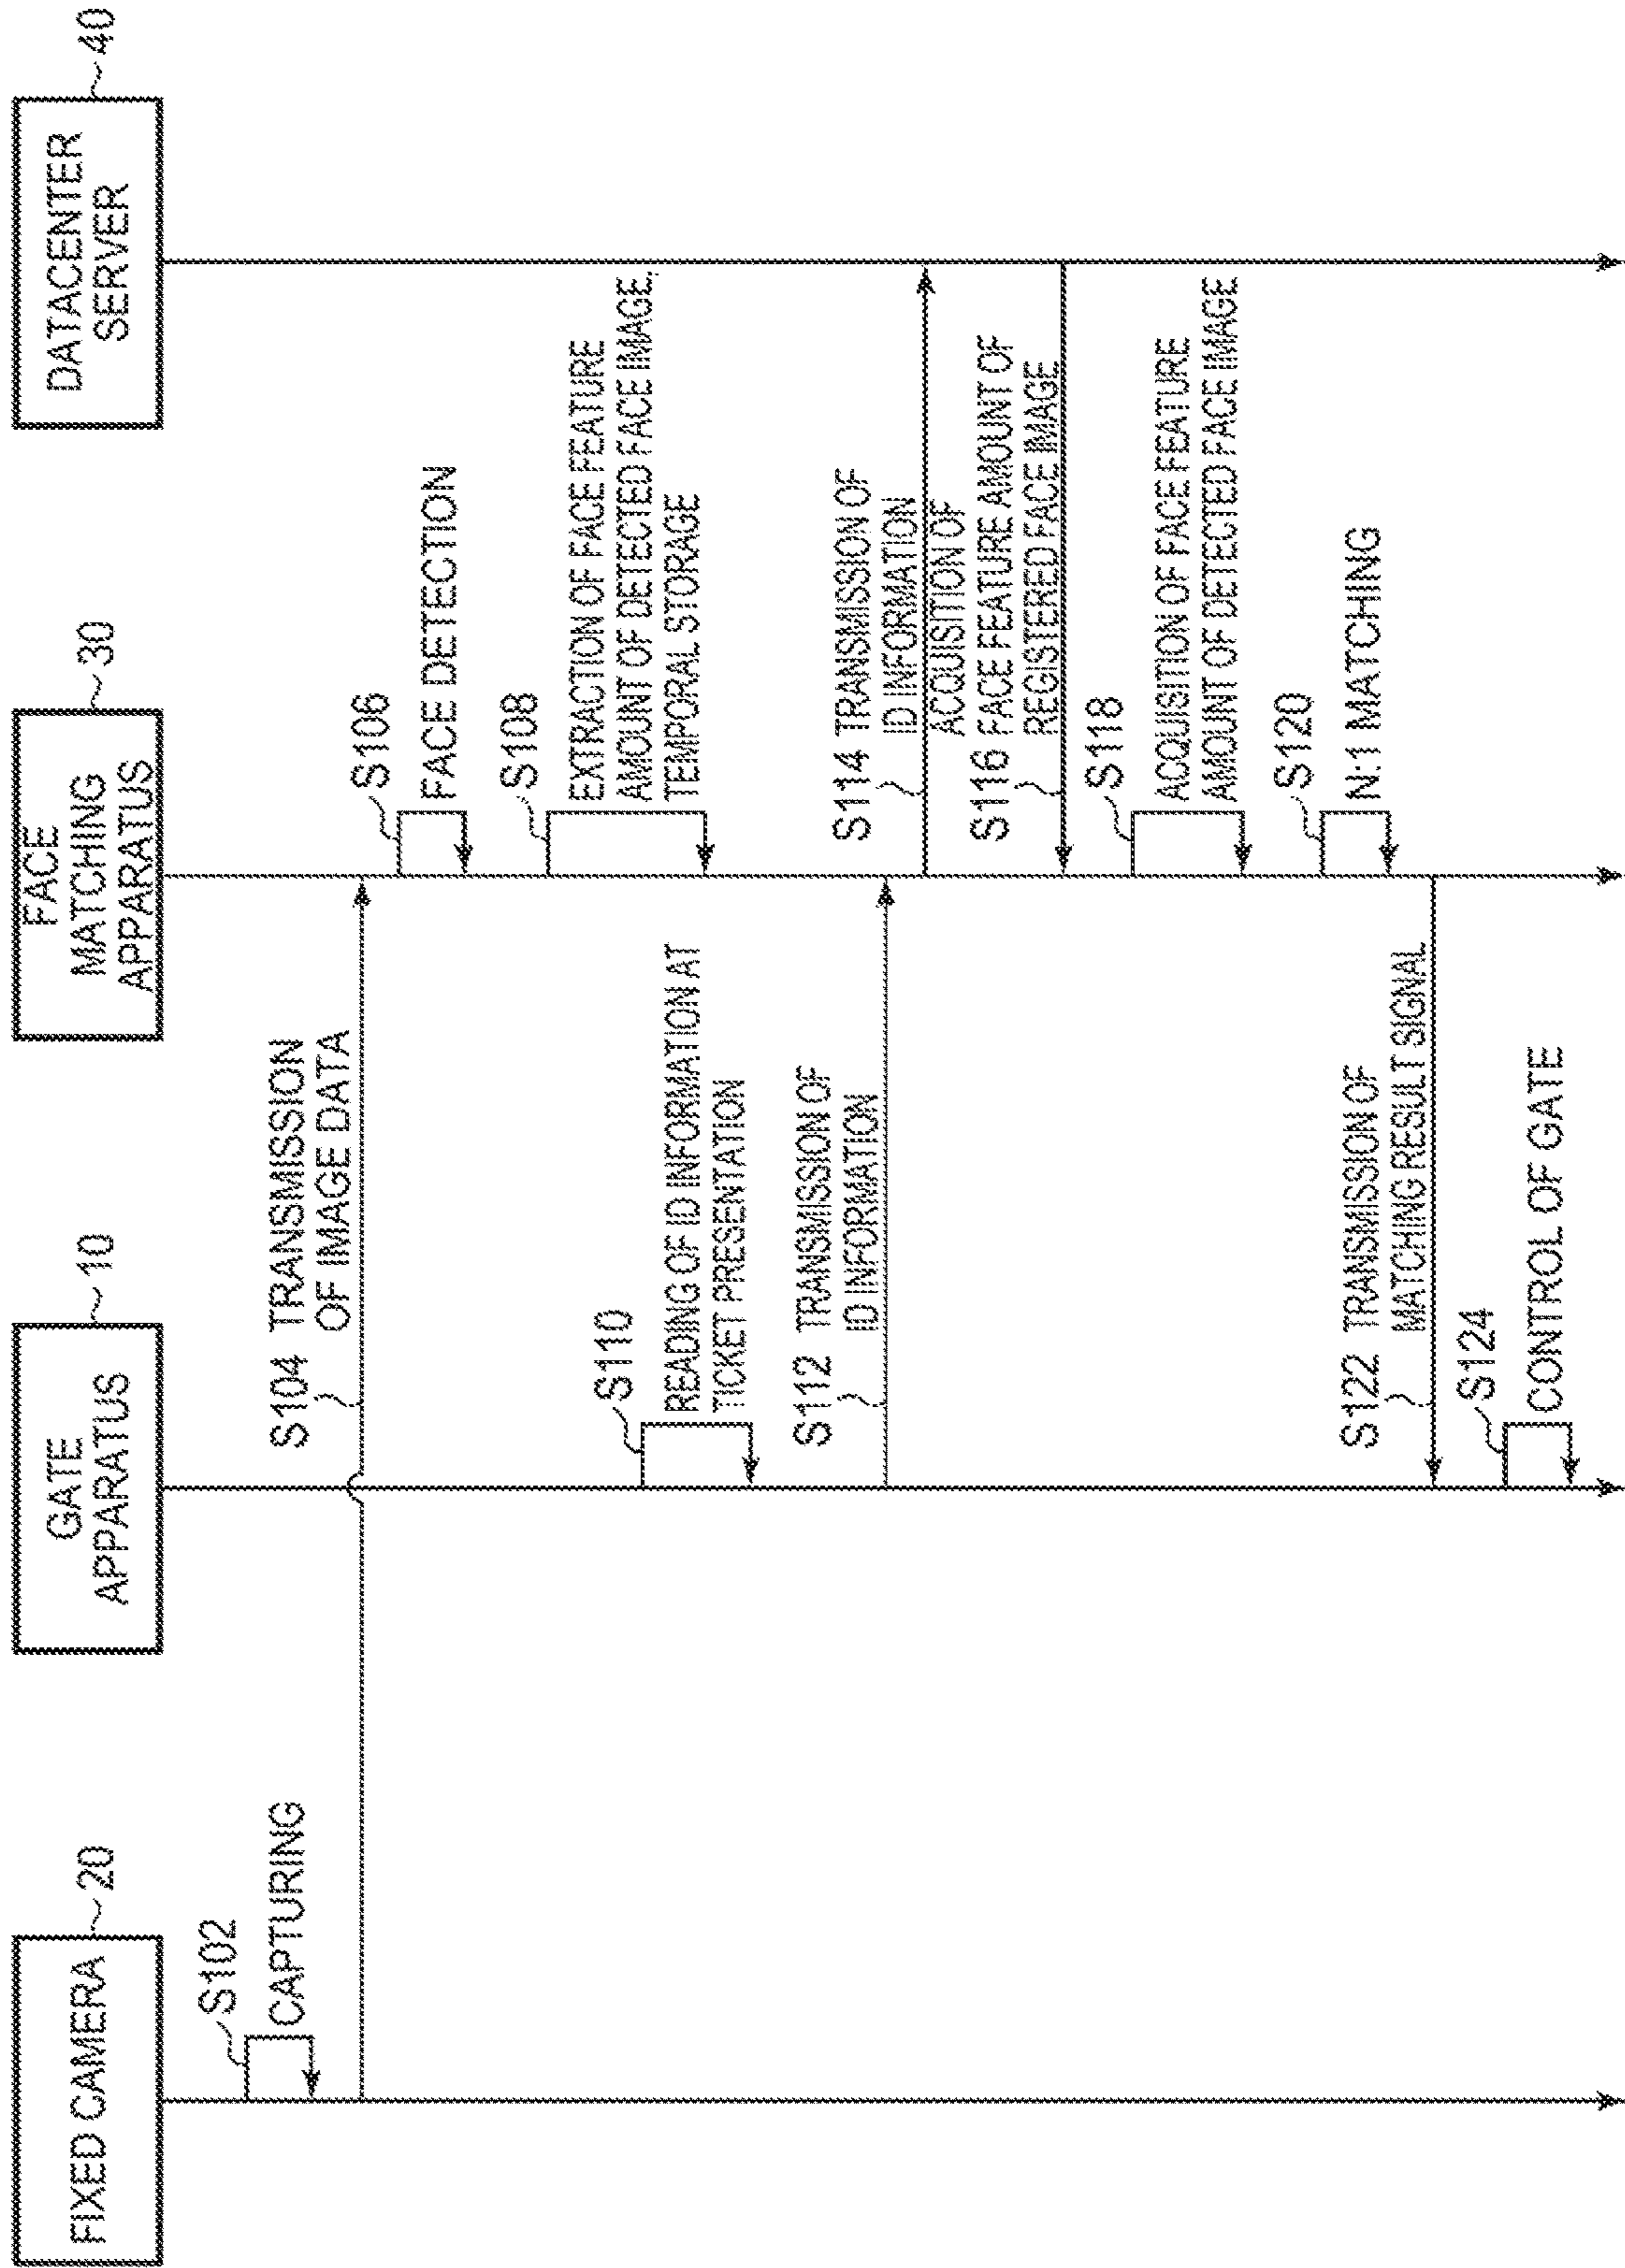 FIXED CAMERA
20
GATE
APPARATUS
10
FACE
MATCHING
APPARATUS
30
DATACENTER
SERVER
40
S102
CAPTURING
S104 TRANSMISSION
OF IMAGE DATA
S106
FACE DETECTION
S108
EXTRACTION OF FACE FEATURE
AMOUNT OF DETECTED FACE IMAGE,
TEMPORAL STORAGE
S110
READING OF ID INFORMATION AT
TICKET PRESENTATION
S112 TRANSMISSION OF
ID INFORMATION
S114 TRANSMISSION OF
ID INFORMATION
ACQUISITION OF
S116 FACE FEATURE AMOUNT OF
REGISTERED FACE IMAGE
S118
ACQUISITION OF FACE FEATURE
AMOUNT OF DETECTED FACE IMAGE
S120
N:1 MATCHING
S122 TRANSMISSION OF
MATCHING RESULT SIGNAL
S124
CONTROL OF GATE